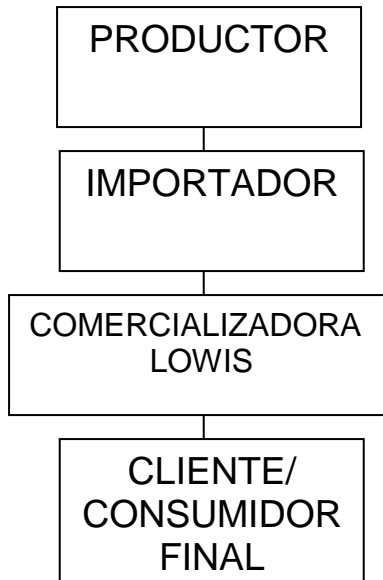 PRODUCTOR
IMPORTADOR
COMERCIALIZADORA
LOWIS
CLIENTE/
CONSUMIDOR
FINAL